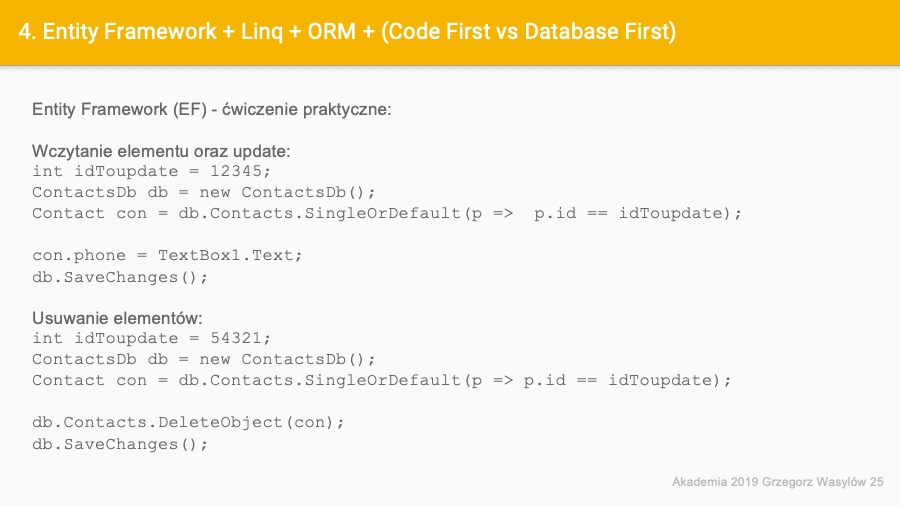 4. Entity Framework + Linq + ORM + (Code First vs Database First)
Entity Framework (EF) - ćwiczenie praktyczne:
Wczytanie elementu oraz update:
int idToupdate = 12345;
ContactsDb db = new ContactsDb();
Contact con = db.Contacts.SingleOrDefault(p =>  p.id == idToupdate);
con.phone = TextBox1.Text;
db.SaveChanges();
Usuwanie elementów:
int idToupdate = 54321;
ContactsDb db = new ContactsDb();
Contact con = db.Contacts.SingleOrDefault(p => p.id == idToupdate);
db.Contacts.DeleteObject(con);
db.SaveChanges();
Akademia 2019 Grzegorz Wasylów 25